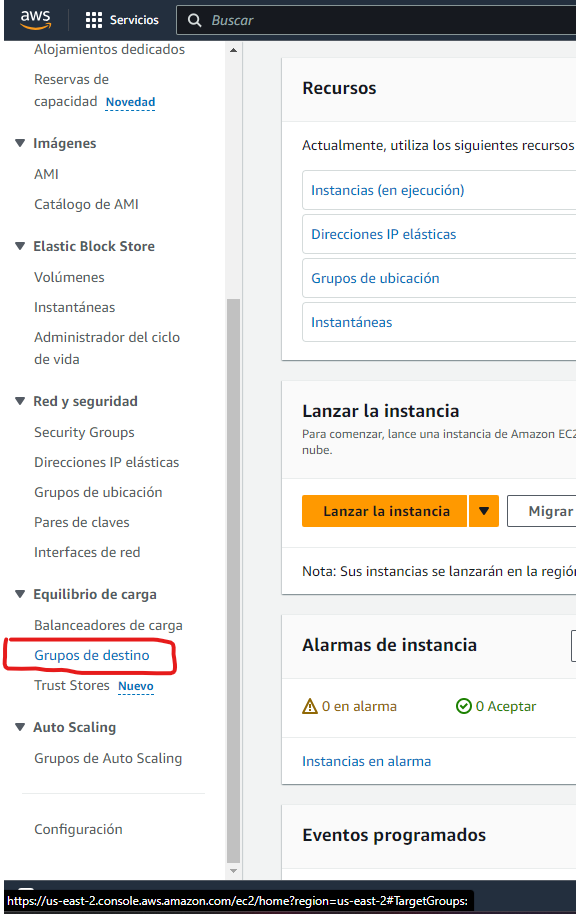 aws
Servicios
Buscar
Alojamientos dedicados
Reservas de
capacidad Novedad
Imágenes
AMI
Catálogo de AMI
Elastic Block Store
Volúmenes
Instantáneas
Administrador del ciclo
de vida
Red y seguridad
Security Groups
Direcciones IP elásticas
Grupos de ubicación
Pares de claves
Interfaces de red
Equilibrio de carga
Balanceadores de carga
Grupos de destino
Trust Stores Nuevo
Auto Scaling
Grupos de Auto Scaling
Configuración
Recursos
Actualmente, utiliza los siguientes recursos
Instancias (en ejecución)
Direcciones IP elásticas
Grupos de ubicación
Instantáneas
Lanzar la instancia
Para comenzar, lance una instancia de Amazon EC2
nube.
Lanzar la instancia
Migrar
Nota: Sus instancias se lanzarán en la región
Alarmas de instancia
0 en alarma
0 Aceptar
Instancias en alarma
Eventos programados
https://us-east-2.console.aws.amazon.com/ec2/home?region=us-east-2#TargetGroups: